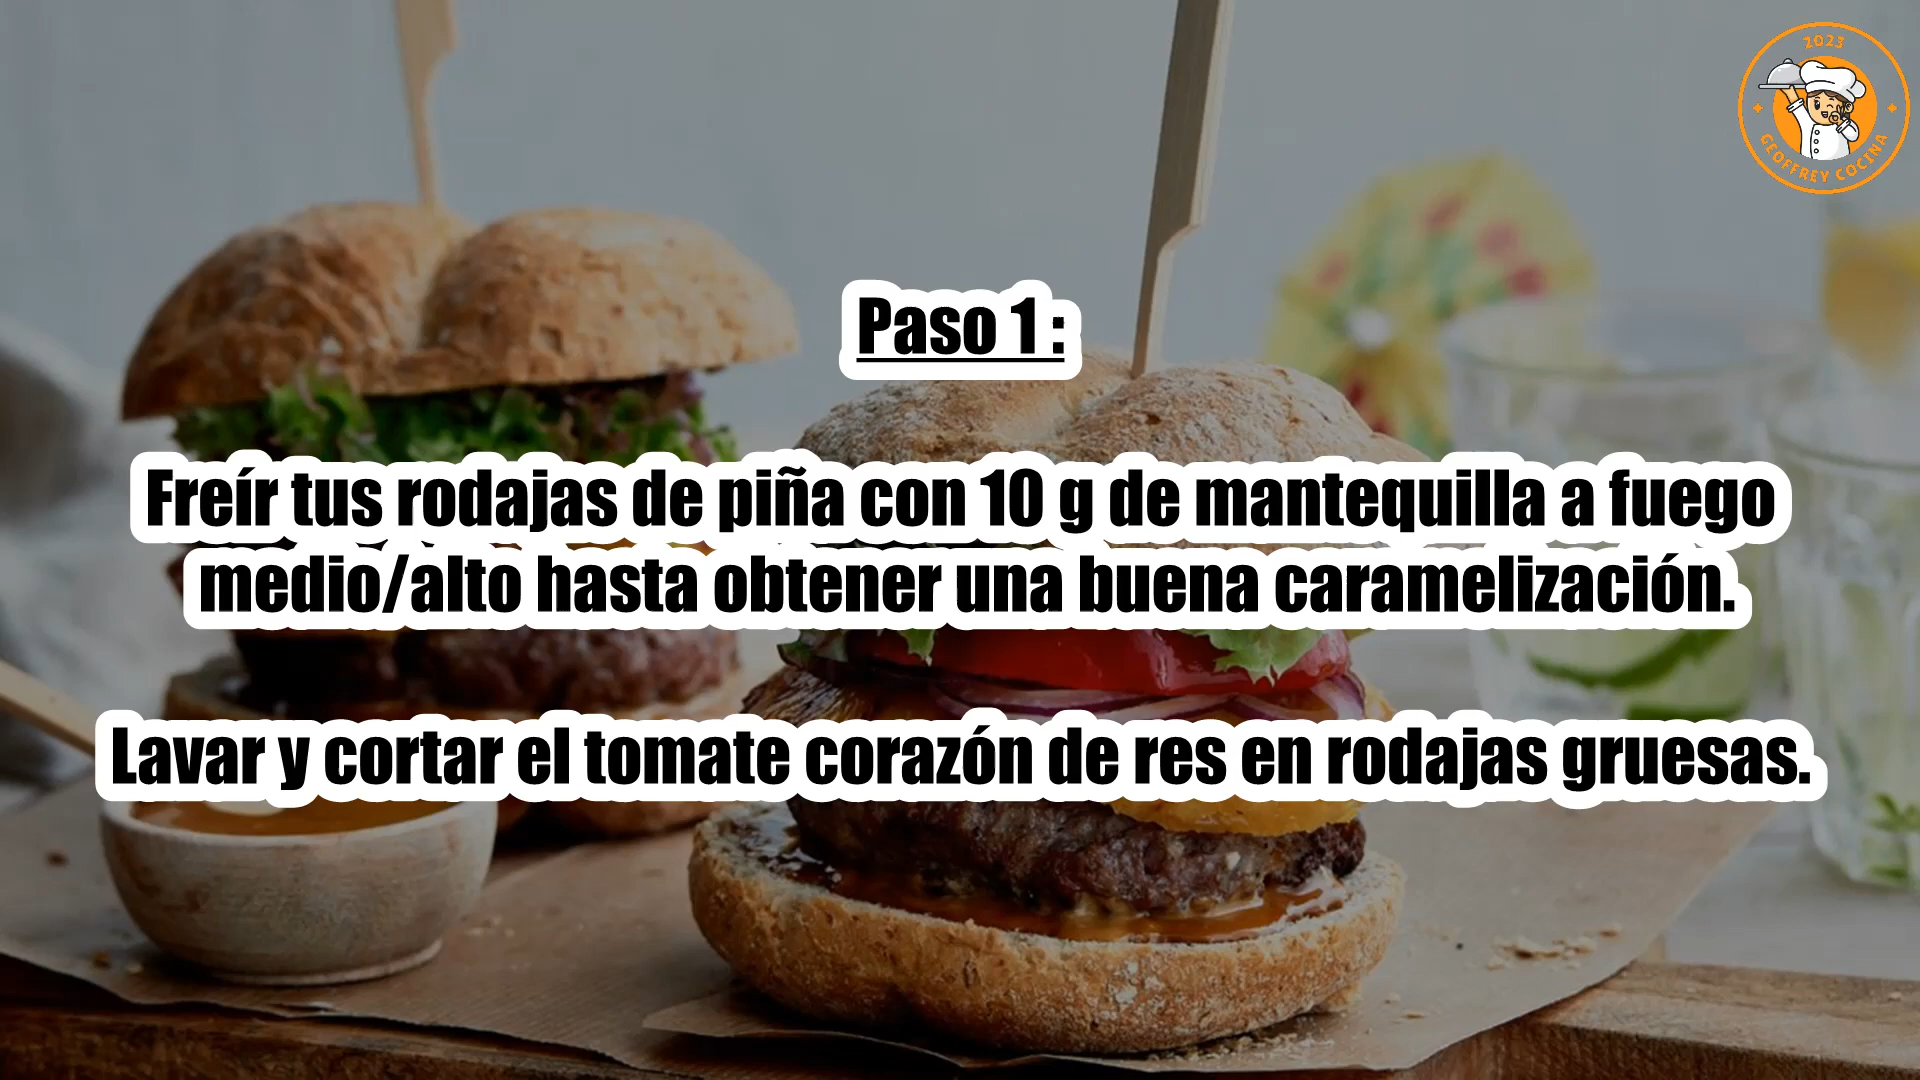 2023
GEOFFREY COCINA
Paso 1 :
Freír tus rodajas de piña con 10 g de mantequilla a fuego
medio/alto hasta obtener una buena caramelización.
Lavar y cortar el tomate corazón de res en rodajas gruesas.